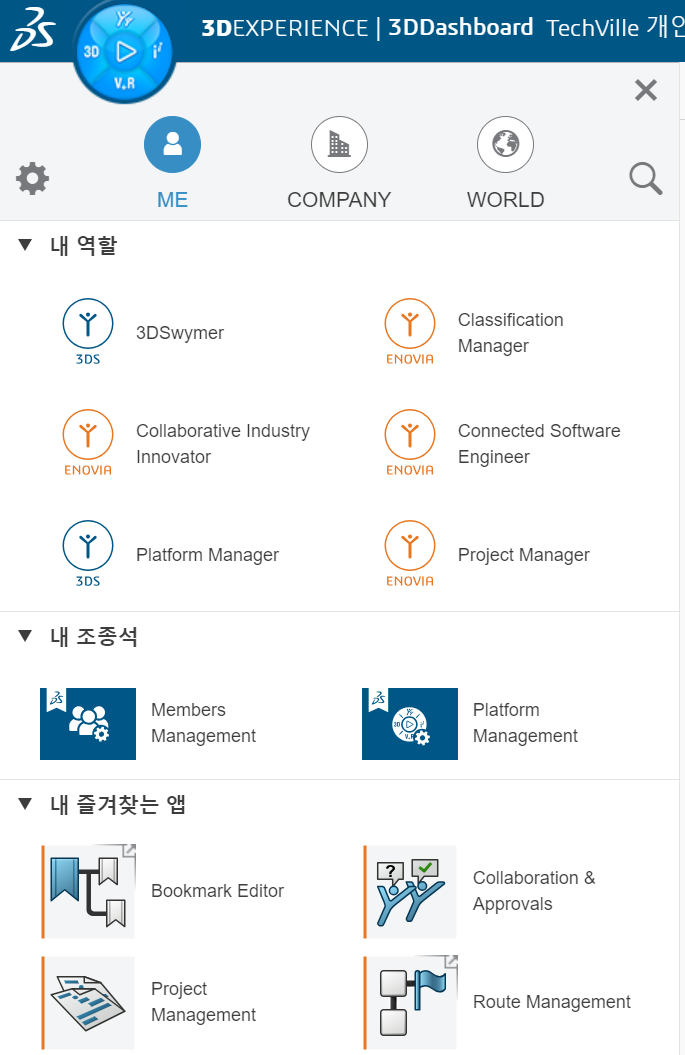 3DEXPERIENCE | 3DDashboard TechVille 개인
3D
V.R
ME
COMPANY
WORLD
내 역할
3DS
3DSwymer
ENOVIA
Classification
Manager
ENOVIA
Collaborative Industry
Innovator
ENOVIA
Connected Software
Engineer
3DS
Platform Manager
ENOVIA
Project Manager
내 조종석
Members
Management
3D
V.R
Platform
Management
내 즐겨찾는 앱
Bookmark Editor
?
Collaboration &
Approvals
Project
Management
Route Management